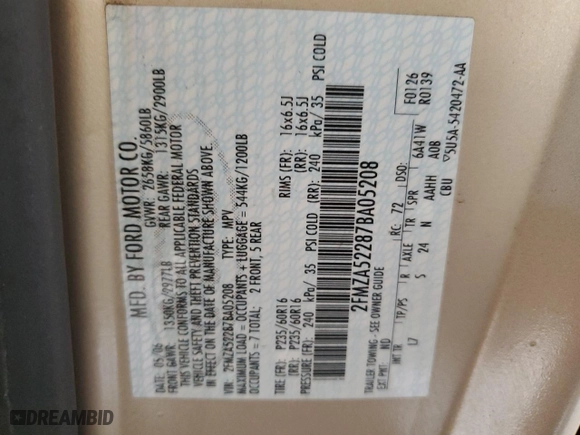 MFD. BY FORD MOTOR CO.
DATE: 05/06 GVWR: 2658KG/5860LB
FRONT GAWR: 1350KG/2977LB REAR GAWR: 1315KG/2900LB
THIS VEHICLE CONFORMS TO ALL APPLICABLE FEDERAL MOTOR
VEHICLE SAFETY AND THEFT PREVENTION STANDARDS
IN EFFECT ON THE DATE OF MANUFACTURE SHOWN IN ABOVE.
VIN: 2FMZA52287BA05208 TYPE: MPV
MAXIMUM LOAD = OCCUPANTS + LUGGAGE = 544KG/1200LB
OCCUPANTS = 7 TOTAL: 2 FRONT, 5 REAR
TIRE (FR): P235/60R16 RIMS (FR): 16x6.5J
(RR): P235/60R16 (RR): 16x6.5J
PRESSURE (FR): 240 kPa/ 35 PSI COLD (RR): 240 kPa/ 35 PSI COLD
2FMZA52287BA05208
TRAILER TOWING - SEE OWNER GUIDE
F0126
R0139
EXT PNT: ND RC: 72 DSO:
INT TR TP/PS R AXLE TR SPR 6A41W
L7 S 24 N AAHH AOB
CBU 5U5A-5420472-AA
DREAMBID